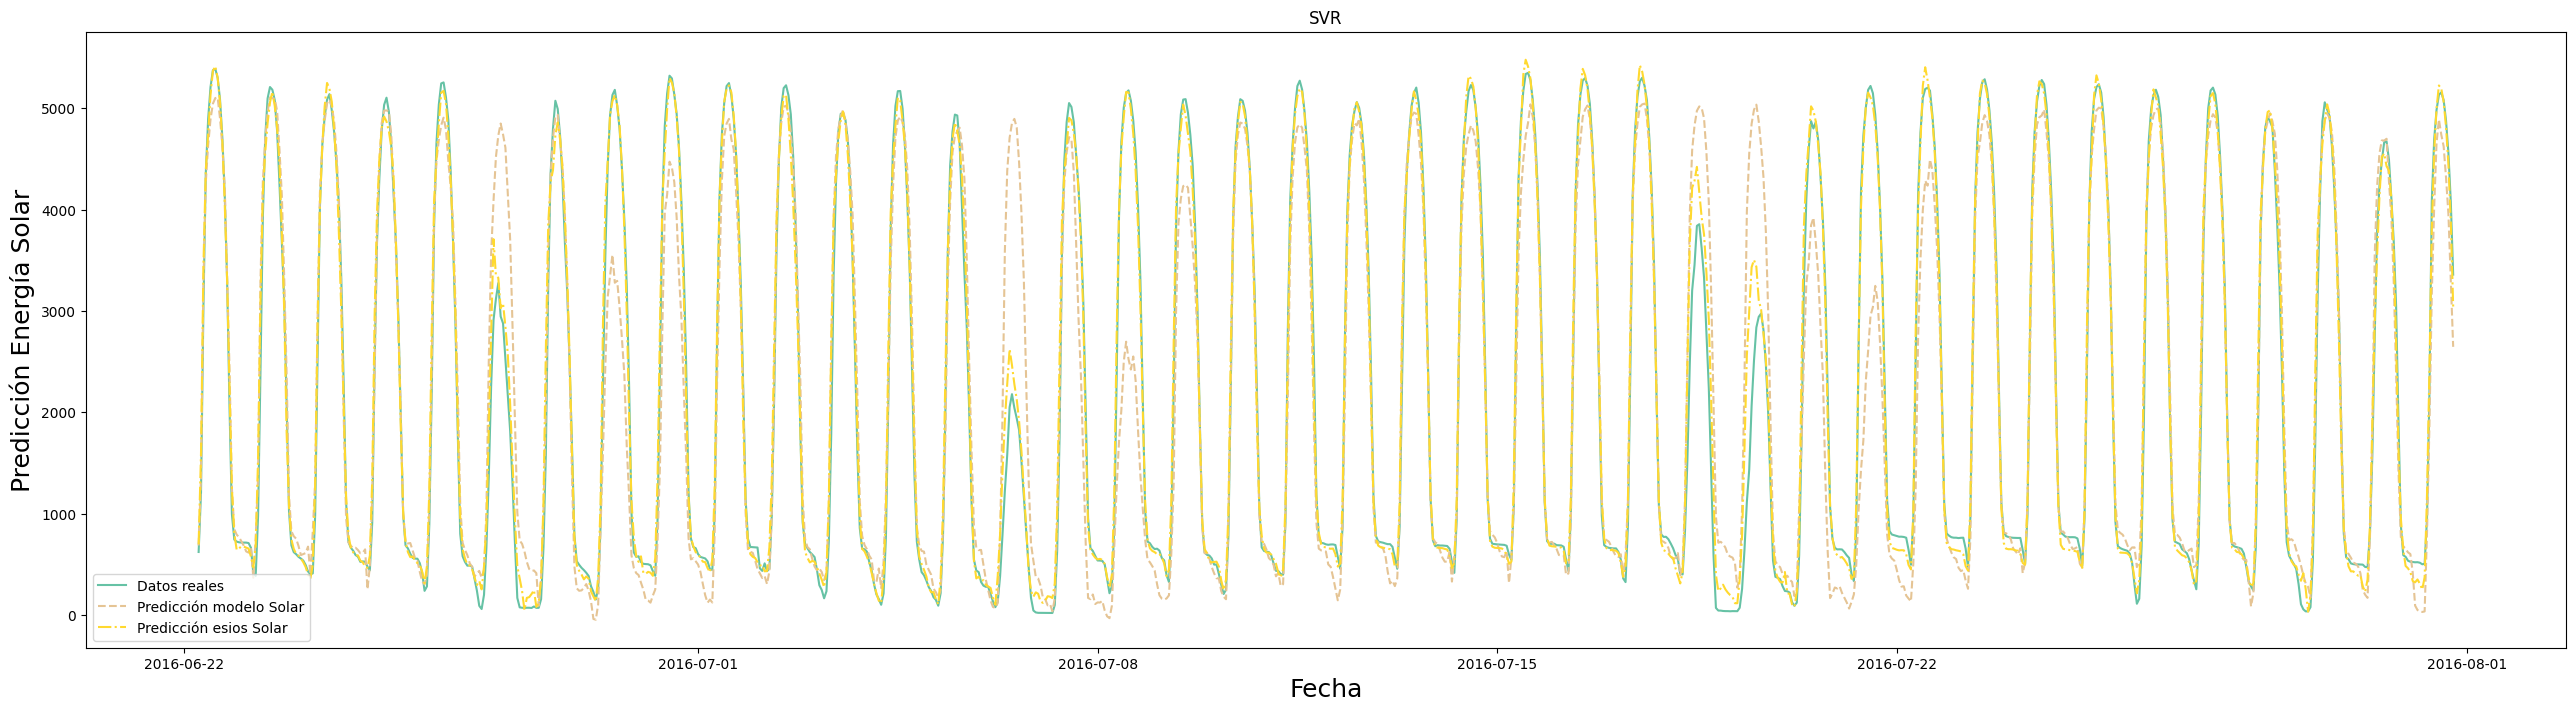 SVR
Predicción Energía Solar
5000
4000
3000
2000
1000
0
Datos reales
Predicción modelo Solar
Predicción esios Solar
2016-06-22
2016-07-01
2016-07-08
2016-07-15
2016-07-22
2016-08-01
Fecha